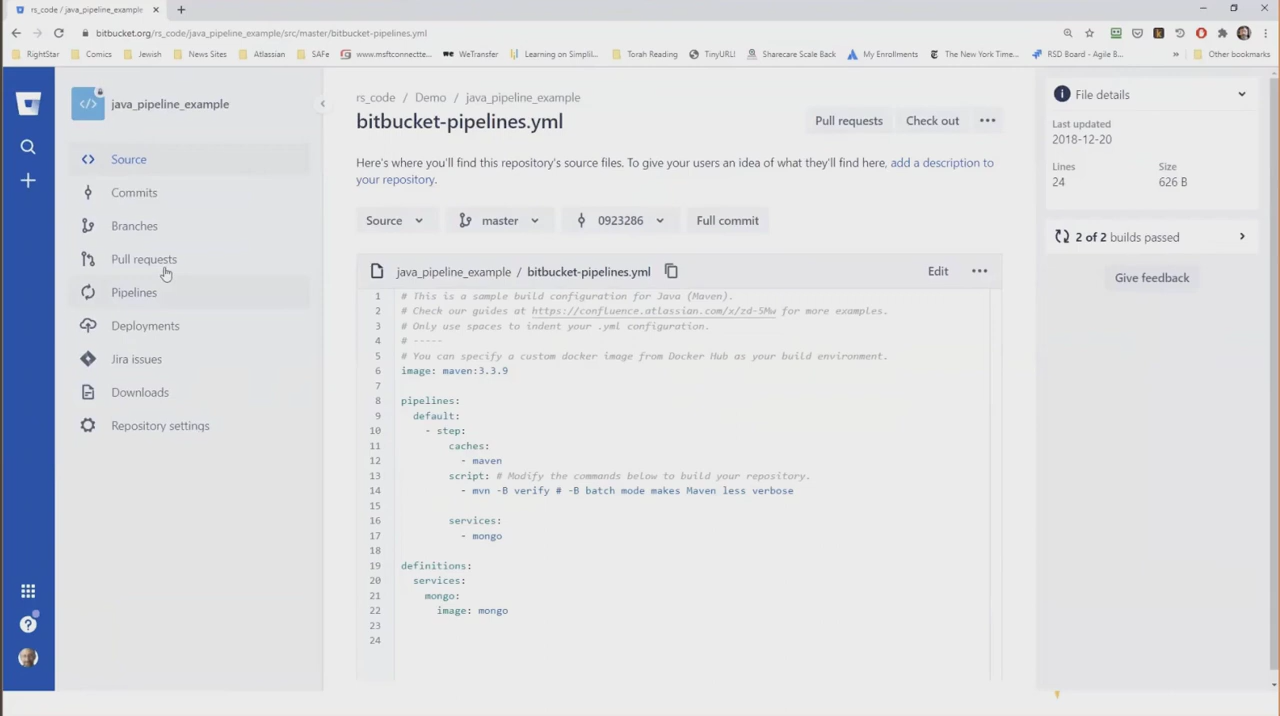 rs_code / java_pipeline_example
bitbucket.org/rs_code/java_pipeline_example/src/master/bitbucket-pipelines.yml
RightStar
Comics
Jewish
News Sites
Atlassian
SAFe
www.msftconnectte...
WeTransfer
Learning on Simplil...
Torah Reading
TinyURL!
Sharecare Scale Back
My Enrollments
The New York Time...
RSD Board - Agile B...
»
Other bookmarks
java_pipeline_example
Source
Commits
Branches
Pull requests
Pipelines
Deployments
Jira issues
Downloads
Repository settings
rs_code / Demo / java_pipeline_example
bitbucket-pipelines.yml
Pull requests
Check out
Here's where you'll find this repository's source files. To give your users an idea of what they'll find here, add a description to
your repository.
Source
master
0923286
Full commit
java_pipeline_example / bitbucket-pipelines.yml
Edit
1 # This is a sample build configuration for Java (Maven).
2 # Check our guides at https://confluence.atlassian.com/x/zd-5Mw for more examples.
3 # Only use spaces to indent your .yml configuration.
4 # -----
5 # You can specify a custom docker image from Docker Hub as your build environment.
6 image: maven:3.3.9
7
8 pipelines:
9 default:
10 - step:
11 caches:
12 - maven
13 script: # Modify the commands below to build your repository.
14 - mvn -B verify # -B batch mode makes Maven less verbose
15
16 services:
17 - mongo
18
19 definitions:
20 services:
21 mongo:
22 image: mongo
23
24
File details
Last updated
2018-12-20
Lines
Size
24
626 B
2 of 2 builds passed
Give feedback